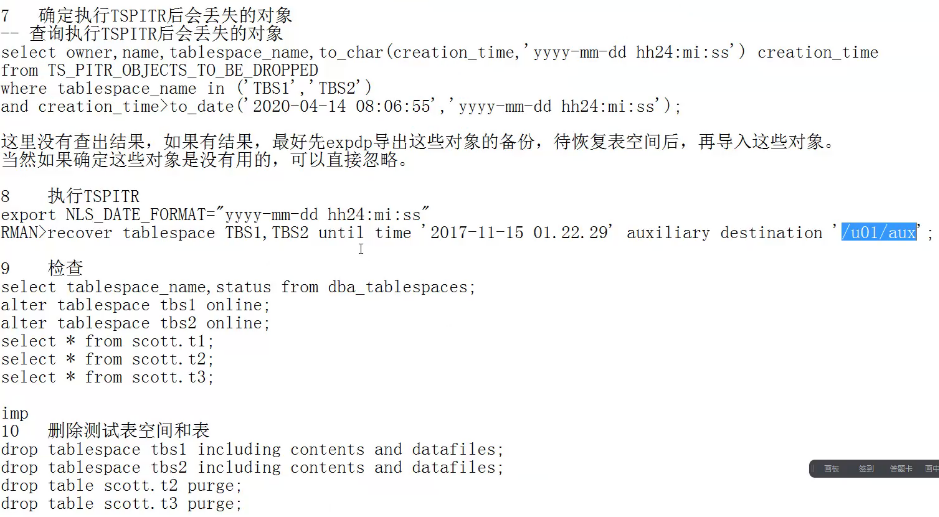 7 确定执行TSPITR后会丢失的对象
-- 查询执行TSPITR后会丢失的对象
select owner,name,tablespace_name,to_char(creation_time,'yyyy-mm-dd hh24:mi:ss') creation_time
from TS_PITR_OBJECTS_TO_BE_DROPPED
where tablespace_name in ('TBS1','TBS2')
and creation_time>to_date('2020-04-14 08:06:55','yyyy-mm-dd hh24:mi:ss');
这里没有查出结果，如果有结果，最好先expdp导出这些对象的备份，待恢复表空间后，再导入这些对象。
当然如果确定这些对象是没有用的，可以直接忽略。
8 执行TSPITR
export NLS_DATE_FORMAT="yyyy-mm-dd hh24:mi:ss"
RMAN>recover tablespace TBS1,TBS2 until time '2017-11-15 01.22.29' auxiliary destination '/u01/aux';
9 检查
select tablespace_name,status from dba_tablespaces;
alter tablespace tbs1 online;
alter tablespace tbs2 online;
select * from scott.t1;
select * from scott.t2;
select * from scott.t3;
imp
10 删除测试表空间和表
drop tablespace tbs1 including contents and datafiles;
drop tablespace tbs2 including contents and datafiles;
drop table scott.t2 purge;
drop table scott.t3 purge;
画板 签到 答题卡 画中